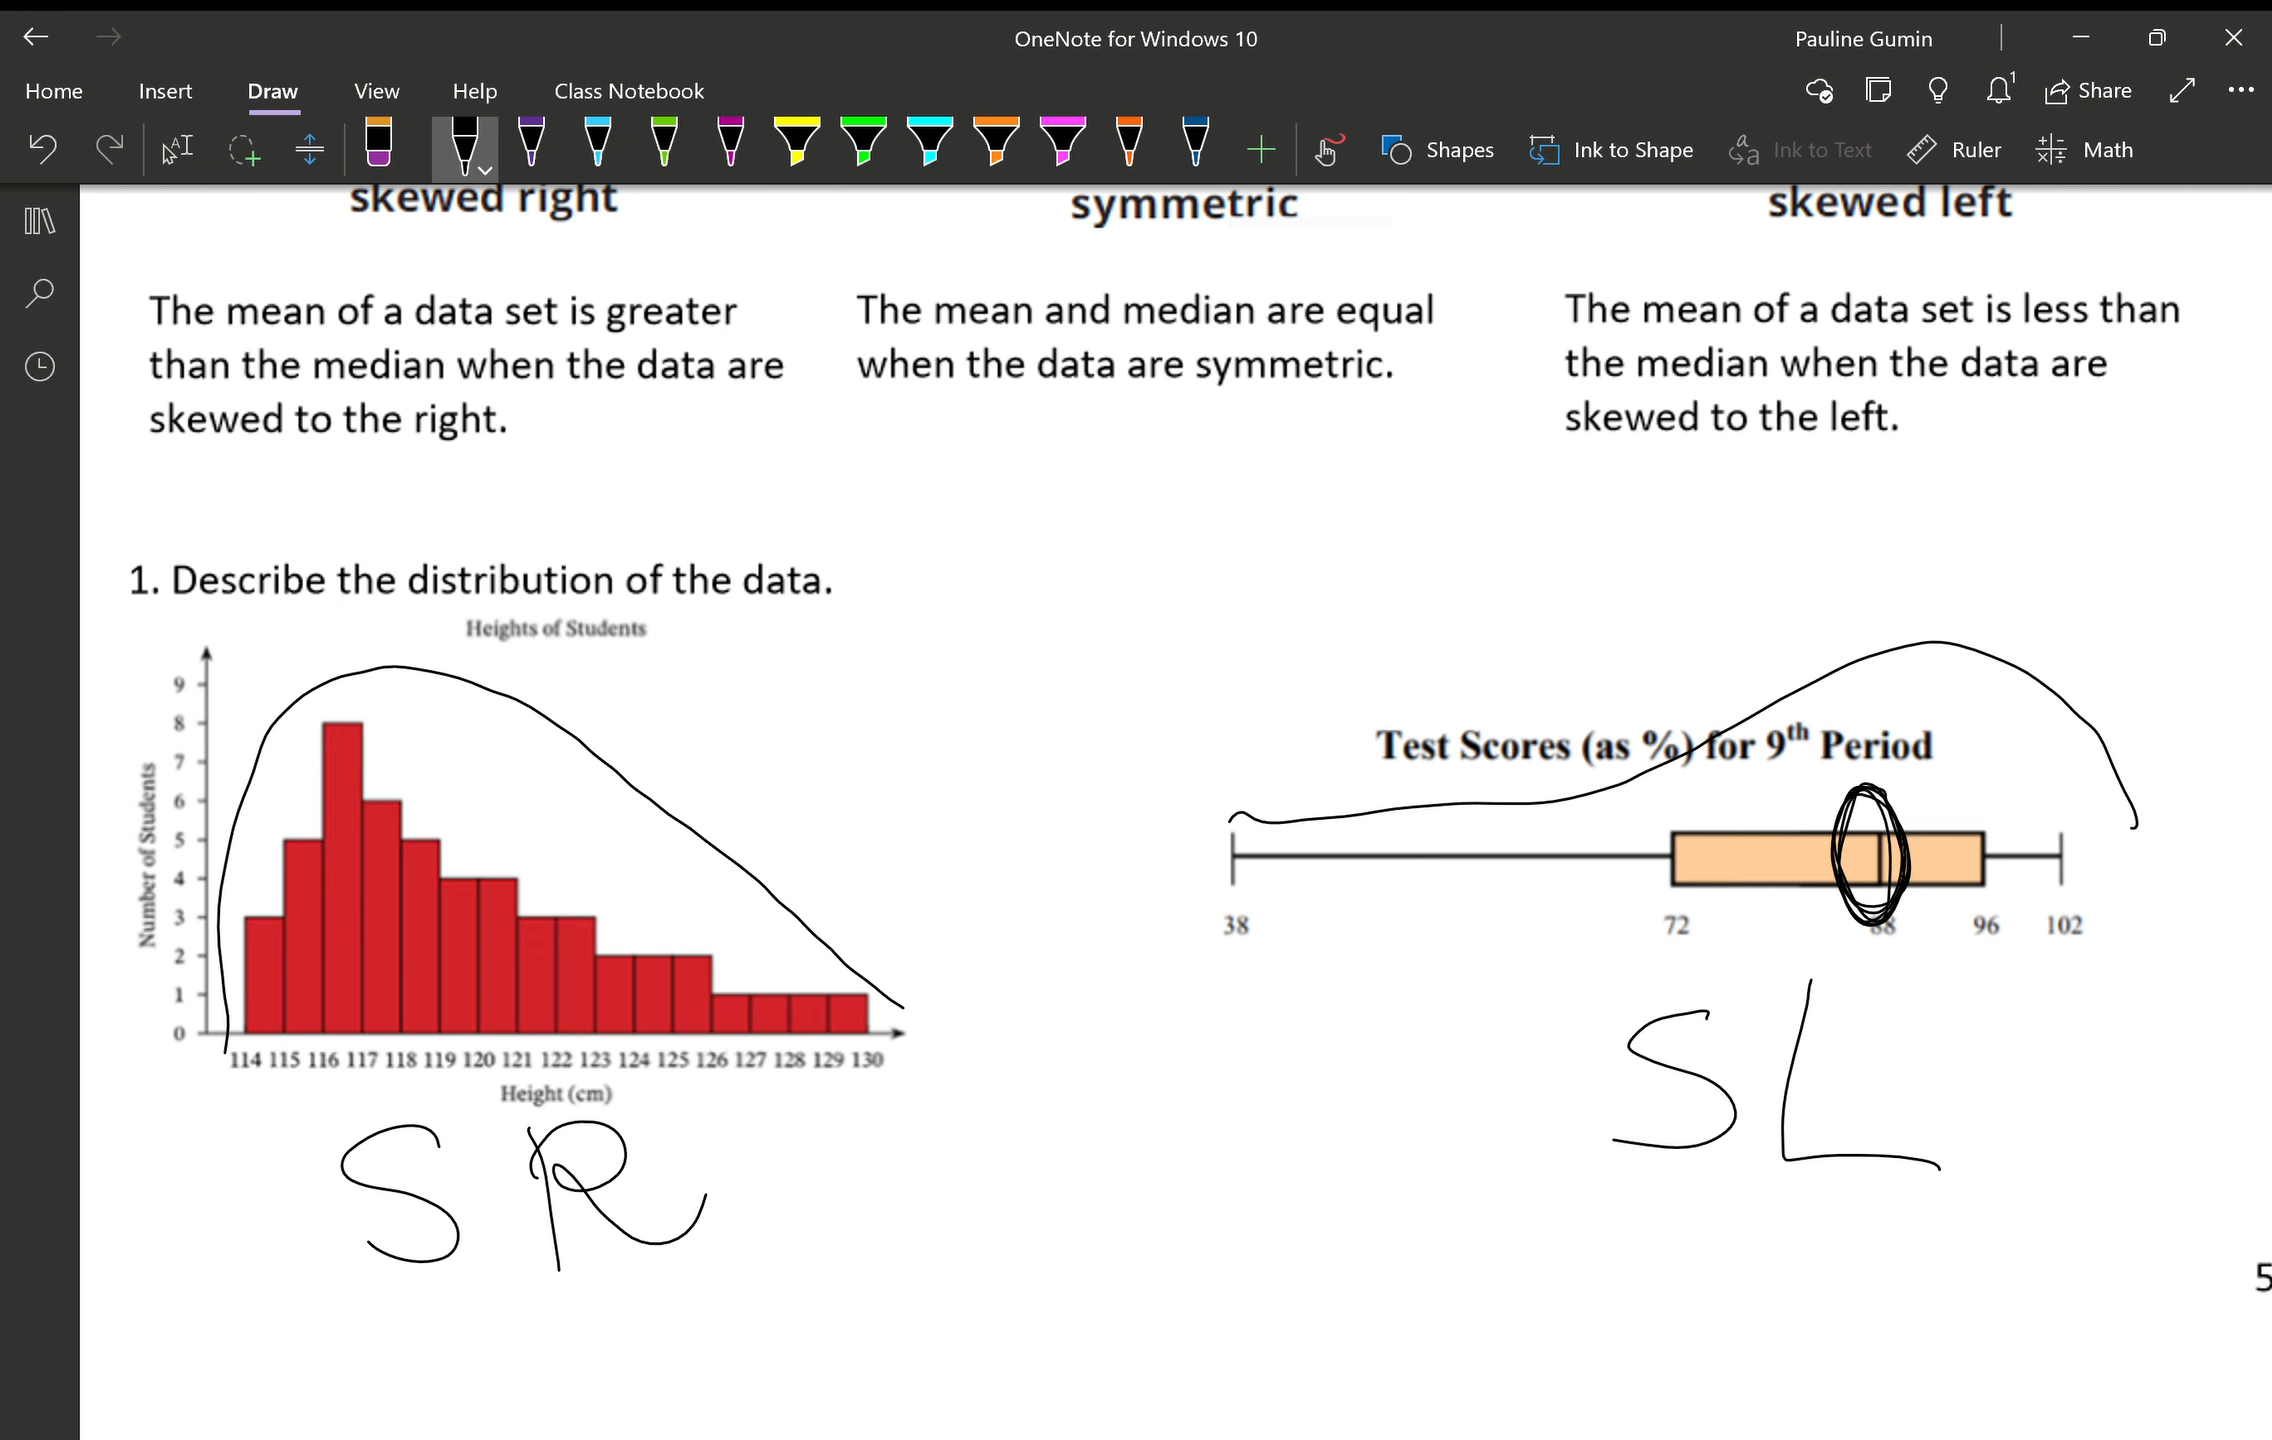 OneNote for Windows 10
Pauline Gumin
Home Insert Draw View Help Class Notebook
1 Share
Shapes Ink to Shape Ink to Text Ruler Math
skewed right symmetric skewed left
The mean of a data set is greater
than the median when the data are
skewed to the right.
The mean and median are equal
when the data are symmetric.
The mean of a data set is less than
the median when the data are
skewed to the left.
1. Describe the distribution of the data.
Heights of Students
Number of Students
9
8
7
6
5
4
3
2
1
0
114 115 116 117 118 119 120 121 122 123 124 125 126 127 128 129 130
Height (cm)
SR
Test Scores (as %) for 9th Period
38 72 88 96 102
SL
5